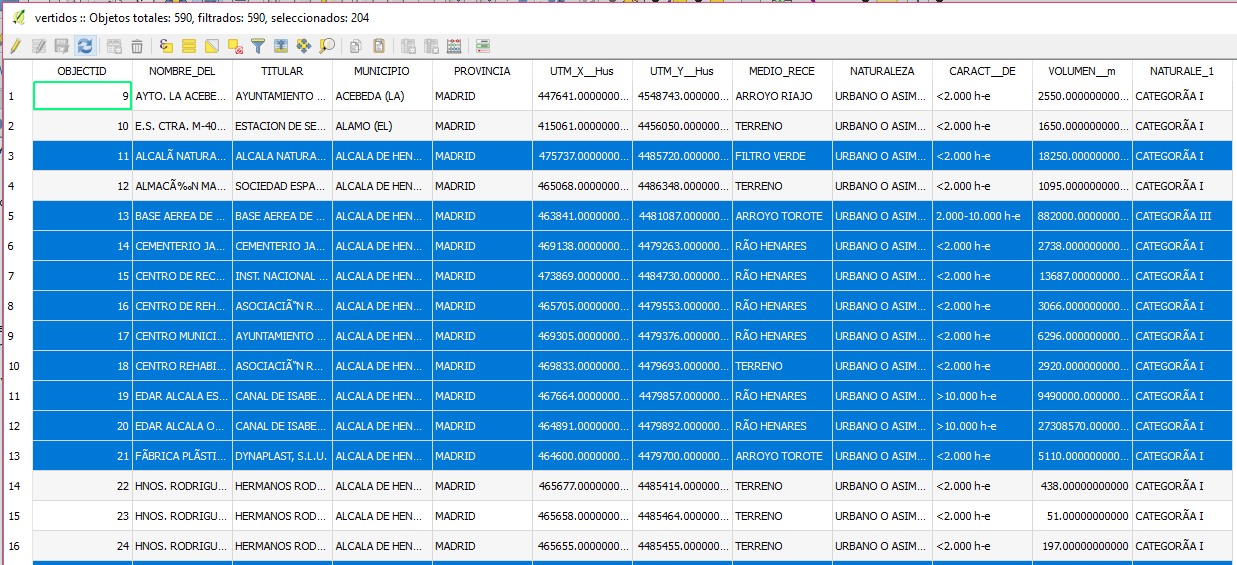 vertidos :: Objetos totales: 590, filtrados: 590, seleccionados: 204
OBJECTID NOMBRE_DEL TITULAR MUNICIPIO PROVINCIA UTM_X__Hus UTM_Y__Hus MEDIO_RECE NATURALEZA CARACT__DE VOLUMEN__m NATURALE_1
1 9 AYTO. LA ACEBE... AYUNTAMIENTO ... ACEBEDA (LA) MADRID 447641.0000000... 4548743.000000... ARROYO RIAJO URBANO O ASIM... <2.000 h-e 2550.000000000... CATEGORÃA I
2 10 E.S. CTRA. M-40... ESTACION DE SE... ALAMO (EL) MADRID 415061.0000000... 4456050.000000... TERRENO URBANO O ASIM... <2.000 h-e 1650.000000000... CATEGORÃA I
3 11 ALCALÃ NATURA... ALCALA NATURA... ALCALA DE HEN... MADRID 475737.0000000... 4485720.000000... FILTRO VERDE URBANO O ASIM... <2.000 h-e 18250.00000000... CATEGORÃA I
4 12 ALMACÃ‰N MA... SOCIEDAD ESPA... ALCALA DE HEN... MADRID 465068.0000000... 4486348.000000... TERRENO URBANO O ASIM... <2.000 h-e 1095.000000000... CATEGORÃA I
5 13 BASE AEREA DE ... BASE AEREA DE ... ALCALA DE HEN... MADRID 463841.0000000... 4481087.000000... ARROYO TOROTE URBANO O ASIM... 2.000-10.000 h-e 882000.0000000... CATEGORÃA III
6 14 CEMENTERIO JA... CEMENTERIO JA... ALCALA DE HEN... MADRID 469138.0000000... 4479263.000000... RÃO HENARES URBANO O ASIM... <2.000 h-e 2738.000000000... CATEGORÃA I
7 15 CENTRO DE REC... INST. NACIONAL ... ALCALA DE HEN... MADRID 473869.0000000... 4484730.000000... RÃO HENARES URBANO O ASIM... <2.000 h-e 13687.00000000... CATEGORÃA I
8 16 CENTRO DE REH... ASOCIACIÃ“N R... ALCALA DE HEN... MADRID 465705.0000000... 4479553.000000... RÃO HENARES URBANO O ASIM... <2.000 h-e 3066.000000000... CATEGORÃA I
9 17 CENTRO MUNICI... AYUNTAMIENTO ... ALCALA DE HEN... MADRID 469305.0000000... 4479376.000000... RÃO HENARES URBANO O ASIM... <2.000 h-e 6296.000000000... CATEGORÃA I
10 18 CENTRO REHABI... ASOCIACIÃ“N R... ALCALA DE HEN... MADRID 469833.0000000... 4479693.000000... TERRENO URBANO O ASIM... <2.000 h-e 2920.000000000... CATEGORÃA I
11 19 EDAR ALCALA ES... CANAL DE ISABE... ALCALA DE HEN... MADRID 467664.0000000... 4479857.000000... RÃO HENARES URBANO O ASIM... >10.000 h-e 9490000.000000... CATEGORÃA I
12 20 EDAR ALCALA O... CANAL DE ISABE... ALCALA DE HEN... MADRID 464891.0000000... 4479892.000000... RÃO HENARES URBANO O ASIM... >10.000 h-e 27308570.00000... CATEGORÃA I
13 21 FÃBRICA PLÃSTI... DYNAPLAST, S.L.U. ALCALA DE HEN... MADRID 464600.0000000... 4479700.000000... ARROYO TOROTE URBANO O ASIM... <2.000 h-e 5110.000000000... CATEGORÃA I
14 22 HNOS. RODRIGU... HERMANOS ROD... ALCALA DE HEN... MADRID 465677.0000000... 4485414.000000... TERRENO URBANO O ASIM... <2.000 h-e 438.00000000000 CATEGORÃA I
15 23 HNOS. RODRIGU... HERMANOS ROD... ALCALA DE HEN... MADRID 465658.0000000... 4485464.000000... TERRENO URBANO O ASIM... <2.000 h-e 51.00000000000 CATEGORÃA I
16 24 HNOS. RODRIGU... HERMANOS ROD... ALCALA DE HEN... MADRID 465655.0000000... 4485455.000000... TERRENO URBANO O ASIM... <2.000 h-e 197.00000000000 CATEGORÃA I